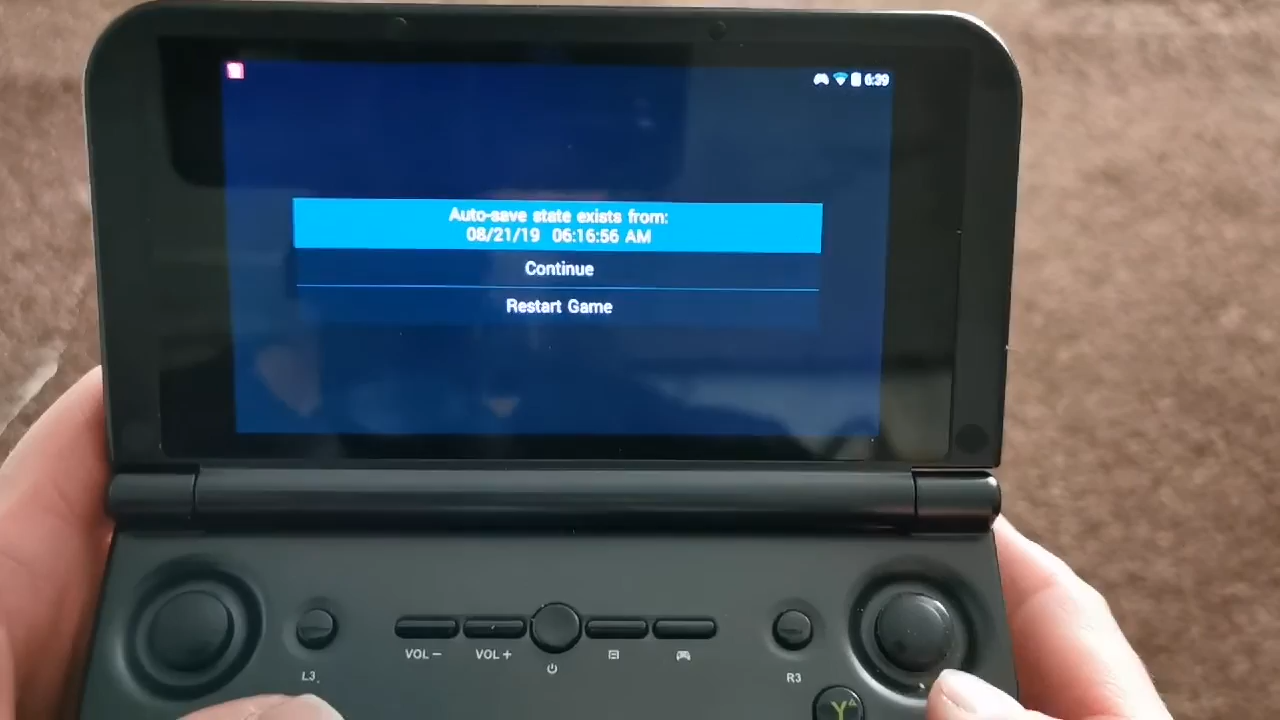 6:39
Auto-save state exists from:
08/21/19 06:16:56 AM
Continue
Restart Game
VOL−
VOL+
L3
R3
Y